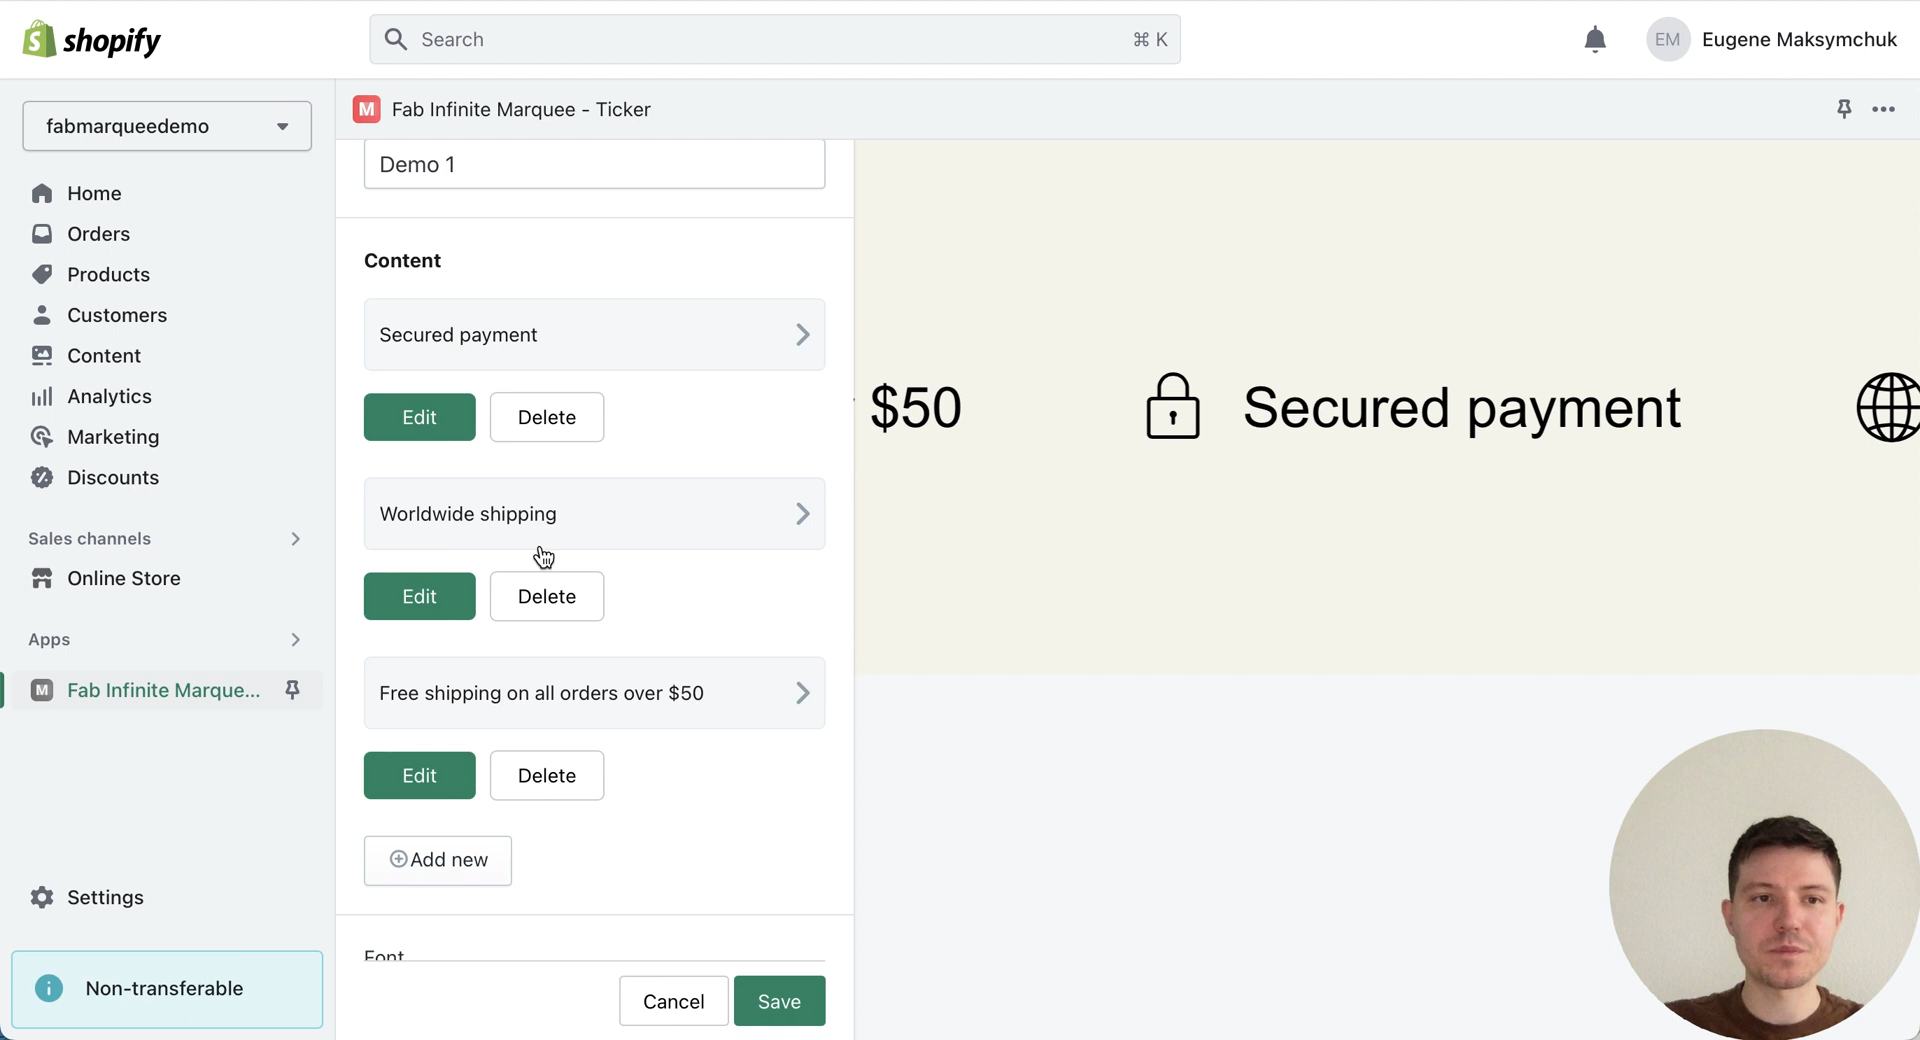 shopify
Search
⌘ K
EM
Eugene Maksymchuk
fabmarqueedemo
M
Fab Infinite Marquee - Ticker
Home
Orders
Products
Customers
Content
Analytics
Marketing
Discounts
Sales channels
Online Store
Apps
M
Fab Infinite Marque...
Settings
Non-transferable
Demo 1
Content
Secured payment
Edit
Delete
Worldwide shipping
Edit
Delete
Free shipping on all orders over $50
Edit
Delete
Add new
Font
Cancel
Save
$50
Secured payment